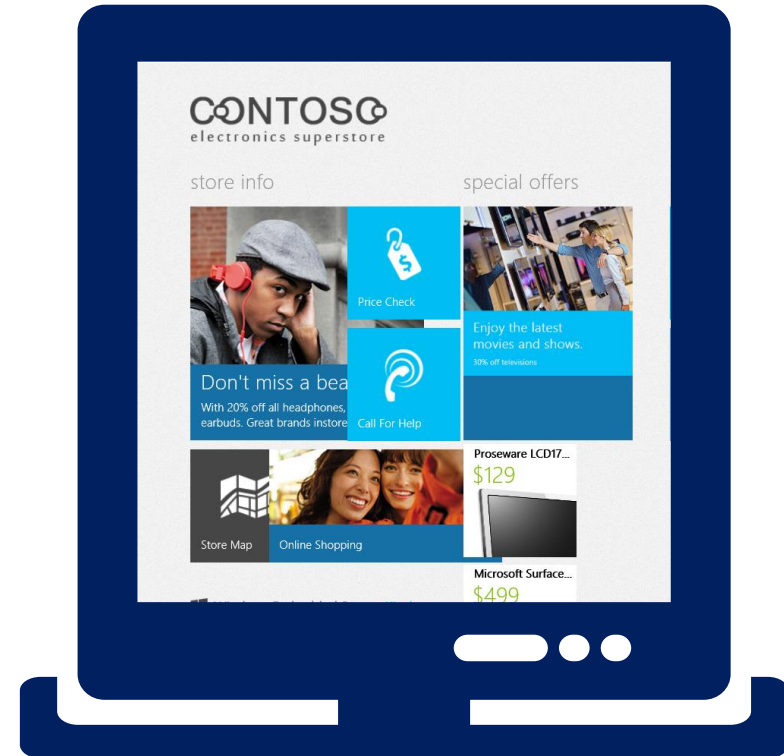 CONTOSO
electronics superstore
store info
special offers
Price Check
Don't miss a bea
With 20% off all headphones,
earbuds. Great brands instore
Call For Help
Enjoy the latest
movies and shows.
30% off televisions
Store Map
Online Shopping
Proseware LCD17...
$129
Microsoft Surface...
$499